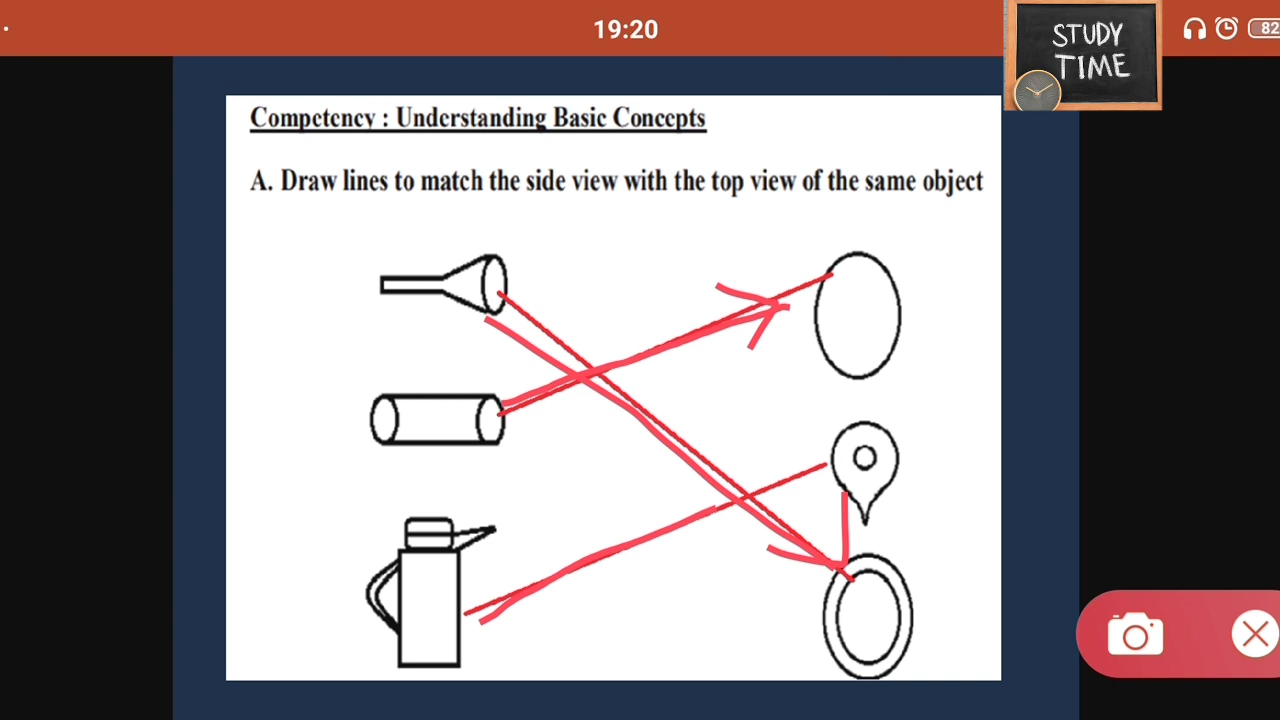 19:20
82
STUDY
TIME
Competency : Understanding Basic Concepts
A. Draw lines to match the side view with the top view of the same object